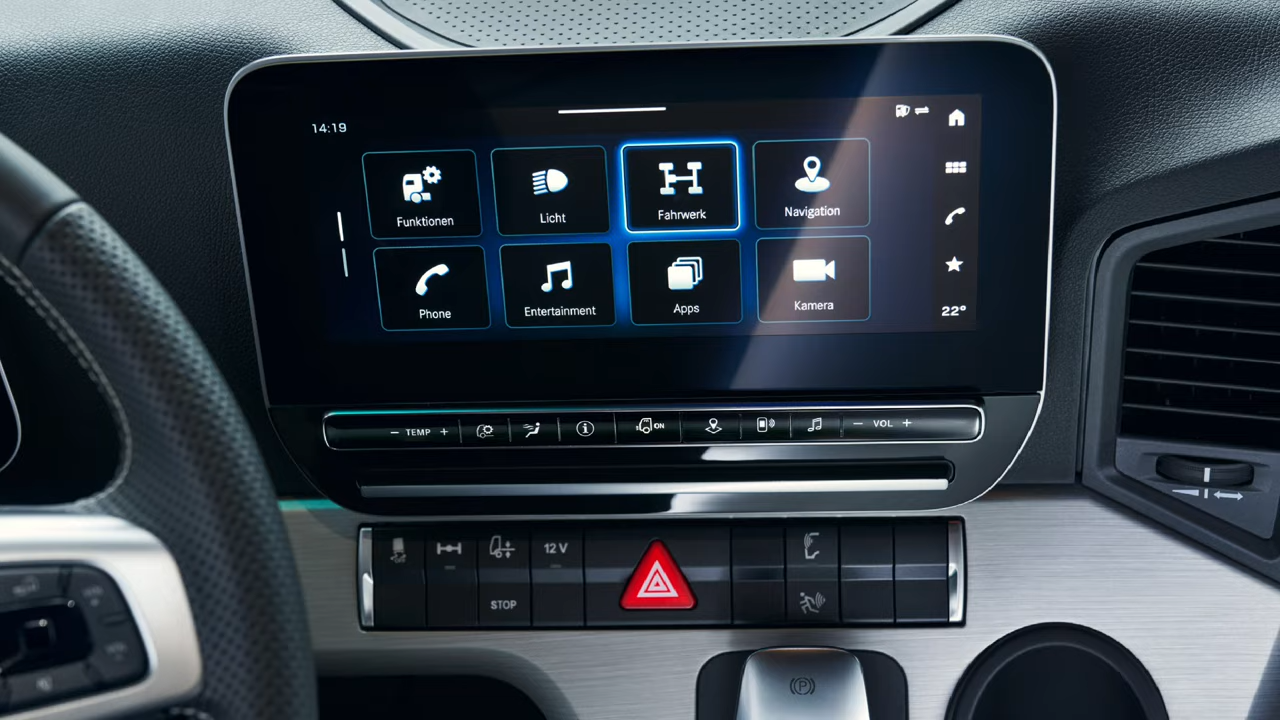 14:19
Funktionen
Licht
Fahrwerk
Navigation
Phone
Entertainment
Apps
Kamera
22°
− TEMP +
ON
− VOL +
12 V
STOP
P